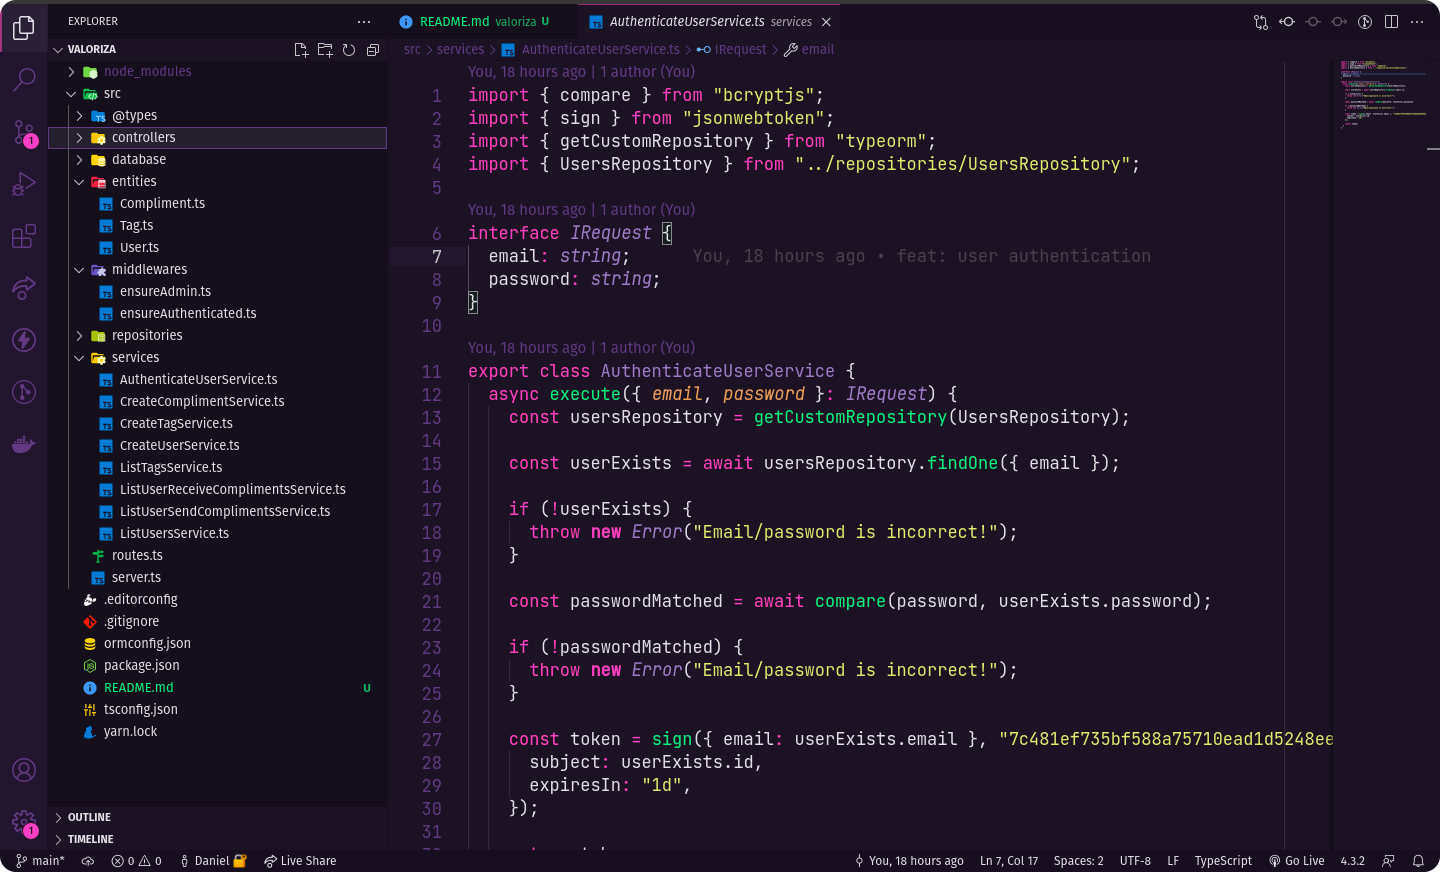 EXPLORER
README.md valoriza U
AuthenticateUserService.ts services
VALORIZA
src > services > TS AuthenticateUserService.ts > IRequest > email
node_modules
src
@types
controllers
database
entities
Compliment.ts
Tag.ts
User.ts
middlewares
ensureAdmin.ts
ensureAuthenticated.ts
repositories
services
AuthenticateUserService.ts
CreateComplimentService.ts
CreateTagService.ts
CreateUserService.ts
ListTagsService.ts
ListUserReceiveComplimentsService.ts
ListUserSendComplimentsService.ts
ListUsersService.ts
routes.ts
server.ts
.editorconfig
.gitignore
ormconfig.json
package.json
README.md U
tsconfig.json
yarn.lock
OUTLINE
TIMELINE
You, 18 hours ago | 1 author (You)
1 import { compare } from "bcryptjs";
2 import { sign } from "jsonwebtoken";
3 import { getCustomRepository } from "typeorm";
4 import { UsersRepository } from "../repositories/UsersRepository";
5
You, 18 hours ago | 1 author (You)
6 interface IRequest {
7 email: string; You, 18 hours ago • feat: user authentication
8 password: string;
9 }
10
You, 18 hours ago | 1 author (You)
11 export class AuthenticateUserService {
12 async execute({ email, password }: IRequest) {
13 const usersRepository = getCustomRepository(UsersRepository);
14
15 const userExists = await usersRepository.findOne({ email });
16
17 if (!userExists) {
18 throw new Error("Email/password is incorrect!");
19 }
20
21 const passwordMatched = await compare(password, userExists.password);
22
23 if (!passwordMatched) {
24 throw new Error("Email/password is incorrect!");
25 }
26
27 const token = sign({ email: userExists.email }, "7c481ef735bf588a75710ead1d5248ee
28 subject: userExists.id,
29 expiresIn: "1d",
30 });
31
1
1
main* 0 0 Daniel Live Share You, 18 hours ago Ln 7, Col 17 Spaces: 2 UTF-8 LF TypeScript Go Live 4.3.2